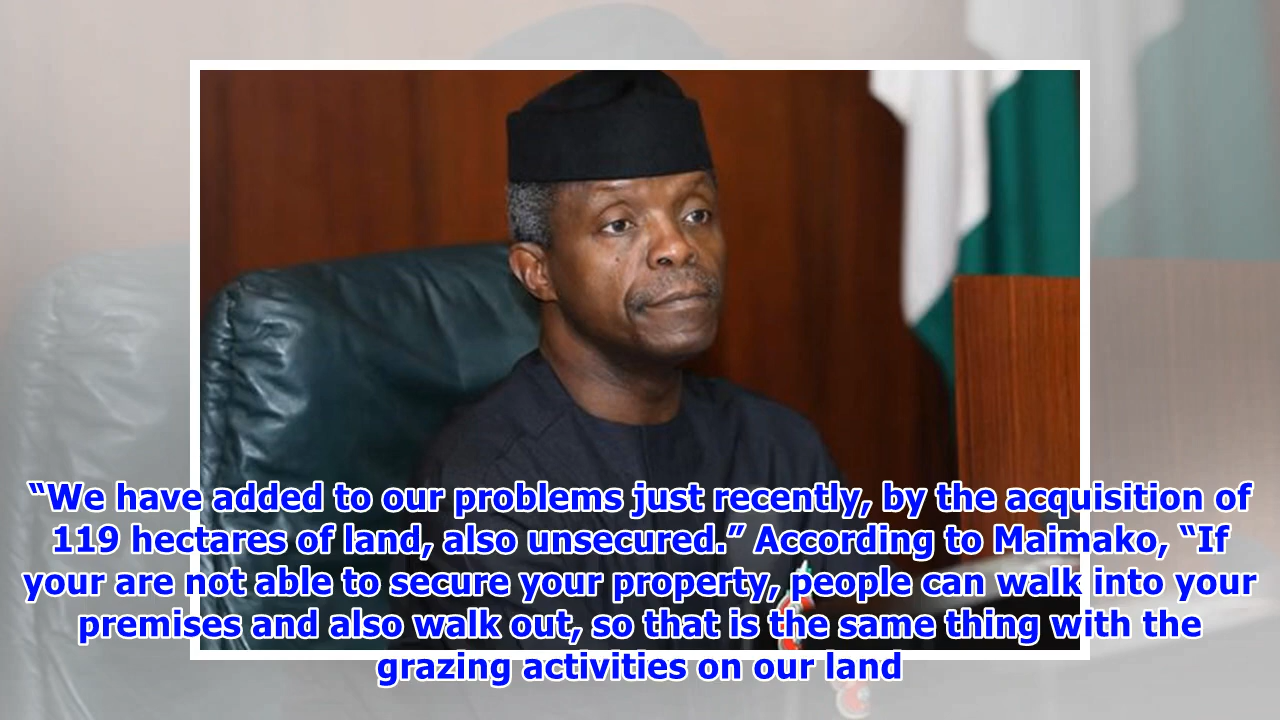 “We have added to our problems just recently, by the acquisition of
119 hectares of land, also unsecured.” According to Maimako, “If
your are not able to secure your property, people can walk into your
premises and also walk out, so that is the same thing with the
grazing activities on our land